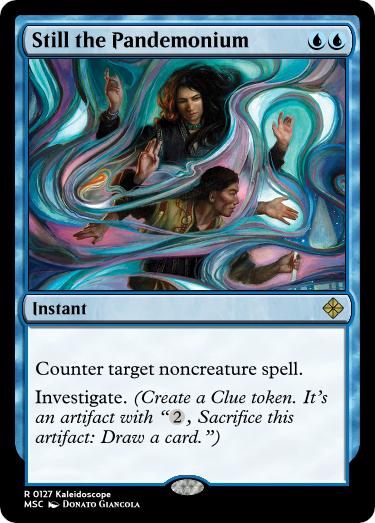 Still the Pandemonium
Instant
Counter target noncreature spell.
Investigate. (Create a Clue token. It's
an artifact with “2, Sacrifice this
artifact: Draw a card.”)
R 0127 Kaleidoscope
MSC DONATO GIANCOLA